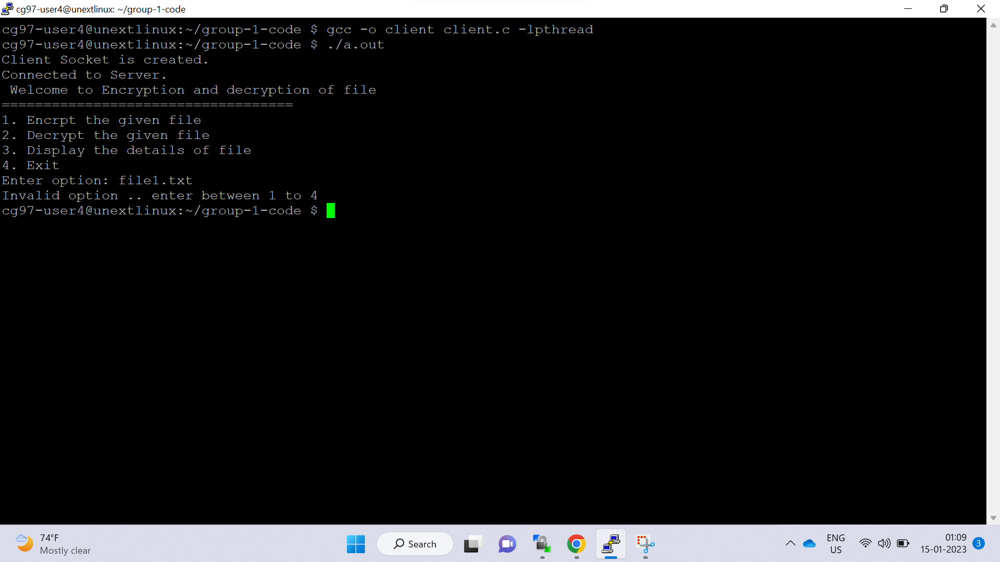 cg97-user4@unextlinux: ~/group-1-code
cg97-user4@unextlinux:~/group-1-code $ gcc -o client client.c -lpthread
cg97-user4@unextlinux:~/group-1-code $ ./a.out
Client Socket is created.
Connected to Server.
 Welcome to Encryption and decryption of file
===================================
1. Encrpt the given file
2. Decrypt the given file
3. Display the details of file
4. Exit
Enter option: file1.txt
Invalid option .. enter between 1 to 4
cg97-user4@unextlinux:~/group-1-code $
74°F
Mostly clear
Search
ENG
US
01:09
15-01-2023
3